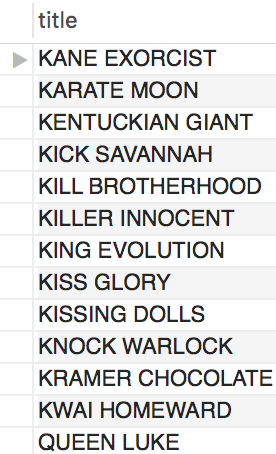 title
KANE EXORCIST
KARATE MOON
KENTUCKIAN GIANT
KICK SAVANNAH
KILL BROTHERHOOD
KILLER INNOCENT
KING EVOLUTION
KISS GLORY
KISSING DOLLS
KNOCK WARLOCK
KRAMER CHOCOLATE
KWAI HOMEWARD
QUEEN LUKE